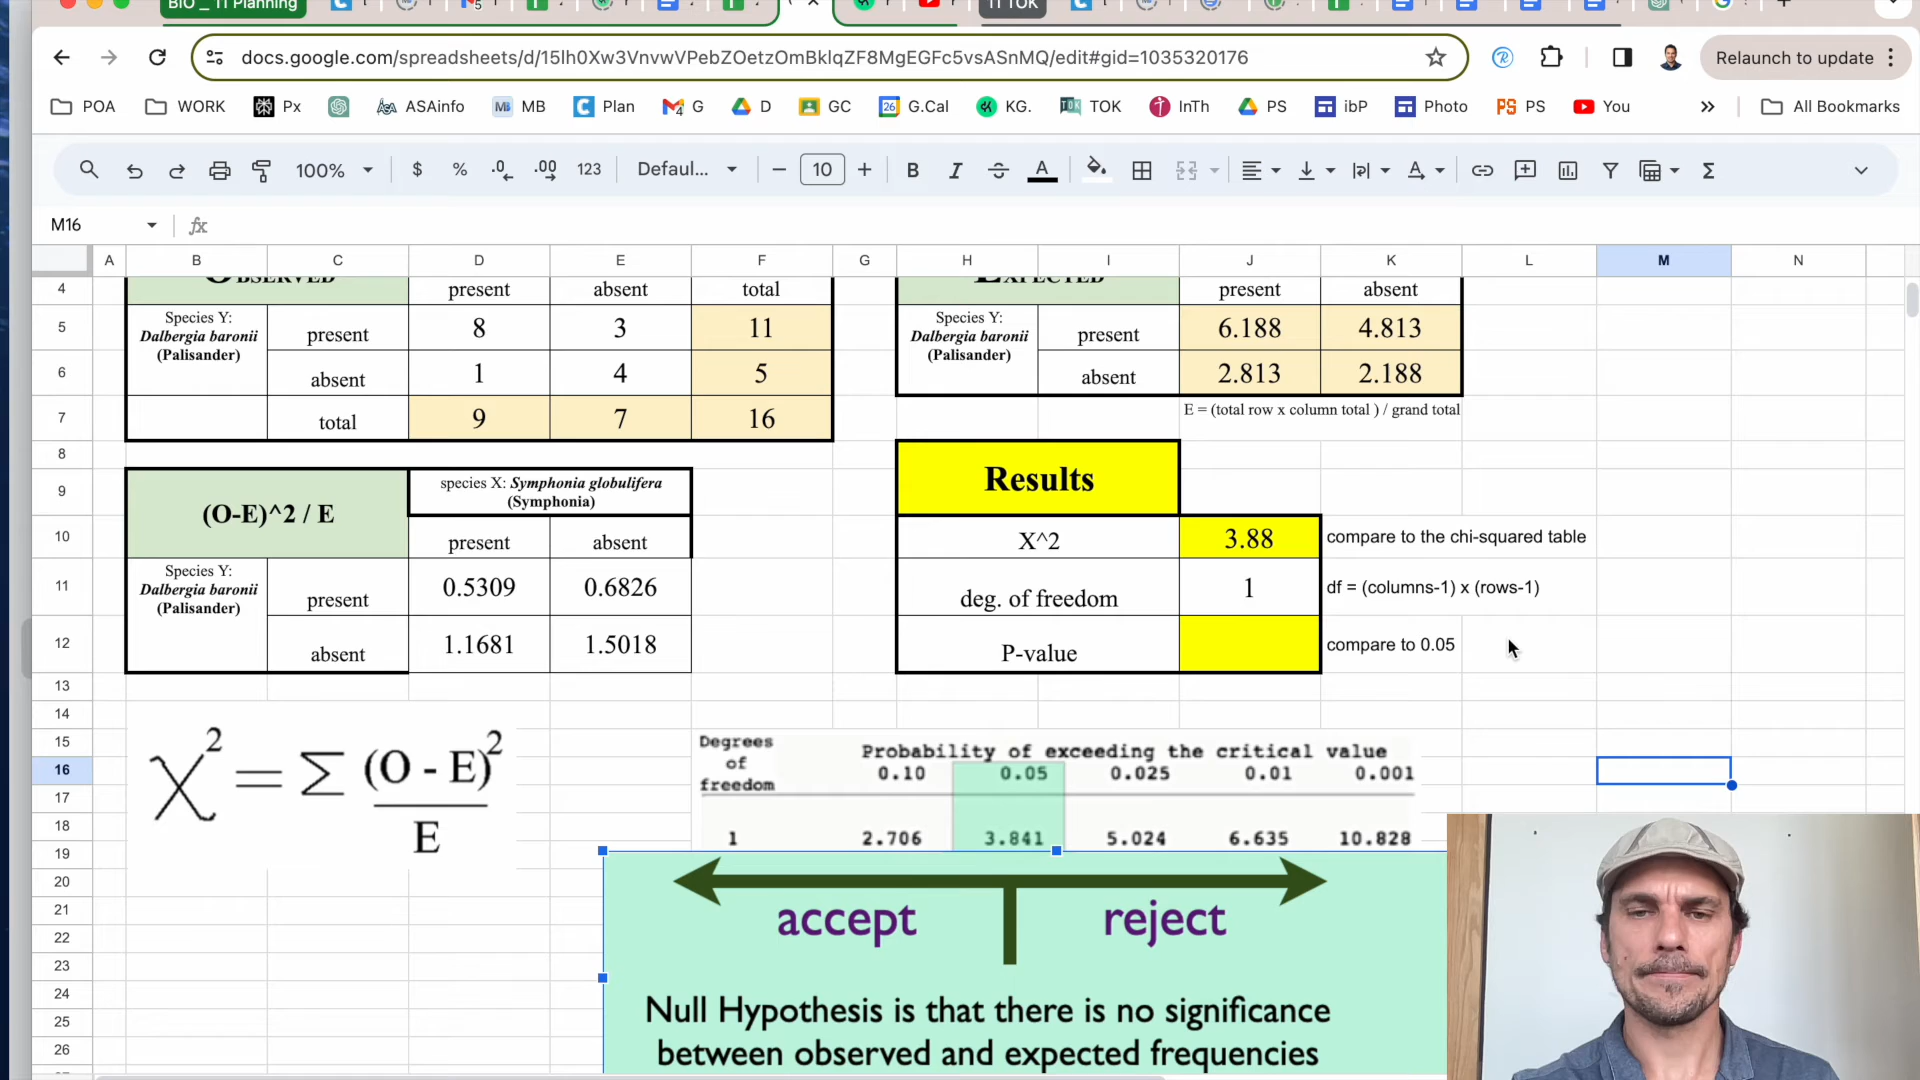 BIO _ TI Planning
TI TOK
docs.google.com/spreadsheets/d/15lh0Xw3VnvwVPebZOetzOmBklqZF8MgEGFc5vsASnMQ/edit#gid=1035320176
Relaunch to update
POA WORK Px ASAinfo MB Plan G D GC G.Cal KG. TOK InTh PS ibP Photo PS You » All Bookmarks
100% $ % .0 .00 123 Defaul... − 10 + B I A Σ
M16 fx
A B C D E F G H I J K L M N
OBSERVED EXPECTED
4 present absent total present absent
5 Species Y: Dalbergia baronii (Palisander) present 8 3 11 Species Y: Dalbergia baronii (Palisander) present 6.188 4.813
6 absent 1 4 5 absent 2.813 2.188
7 total 9 7 16 E = (total row x column total ) / grand total
8
9 (O-E)^2 / E species X: Symphonia globulifera (Symphonia) Results
10 present absent X^2 3.88 compare to the chi-squared table
11 Species Y: Dalbergia baronii (Palisander) present 0.5309 0.6826 deg. of freedom 1 df = (columns-1) x (rows-1)
12 absent 1.1681 1.5018 P-value compare to 0.05
13
14
15
16
17
18
19
20
21
22
23
24
25
26
X2 = Σ (O - E)2
E
Degrees of freedom Probability of exceeding the critical value
0.10 0.05 0.025 0.01 0.001
1 2.706 3.841 5.024 6.635 10.828
accept reject
Null Hypothesis is that there is no significance
between observed and expected frequencies